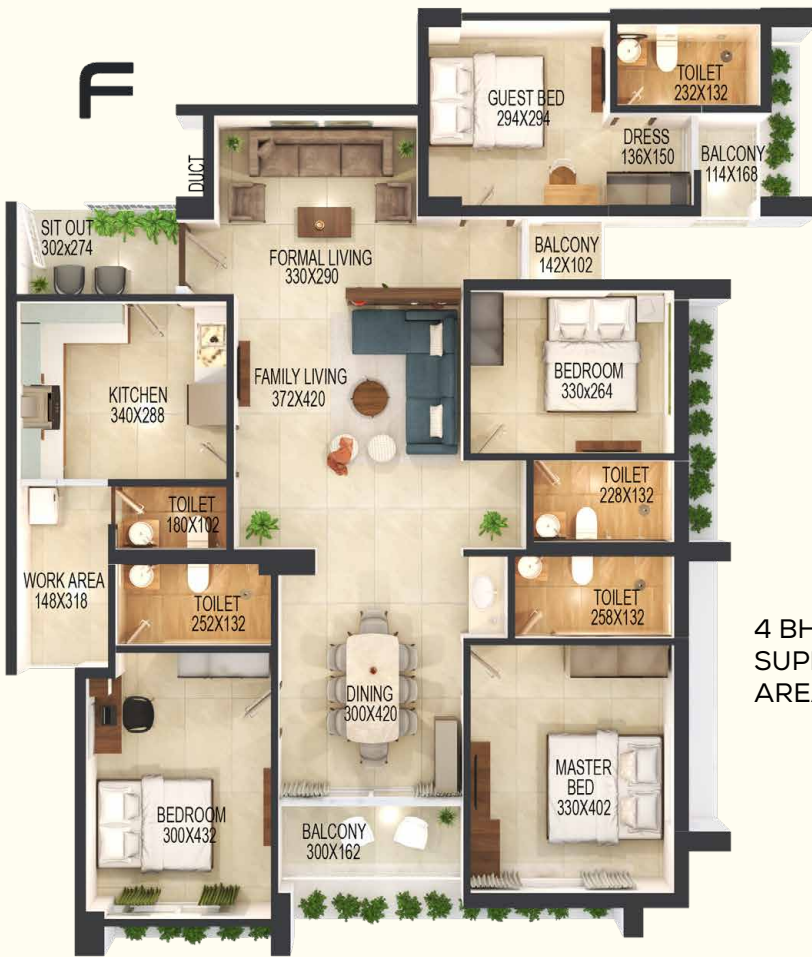 F
TOILET
232X132
GUEST BED
294X294
DRESS
136X150
BALCONY
114X168
DUCT
SIT OUT
302x274
FORMAL LIVING
330X290
BALCONY
142X102
KITCHEN
340X288
FAMILY LIVING
372X420
BEDROOM
330x264
TOILET
228X132
TOILET
180X102
WORK AREA
148X318
TOILET
252X132
TOILET
258X132
4 BH
DINING
300X420
MASTER
BED
330X402
BEDROOM
300X432
BALCONY
300X162